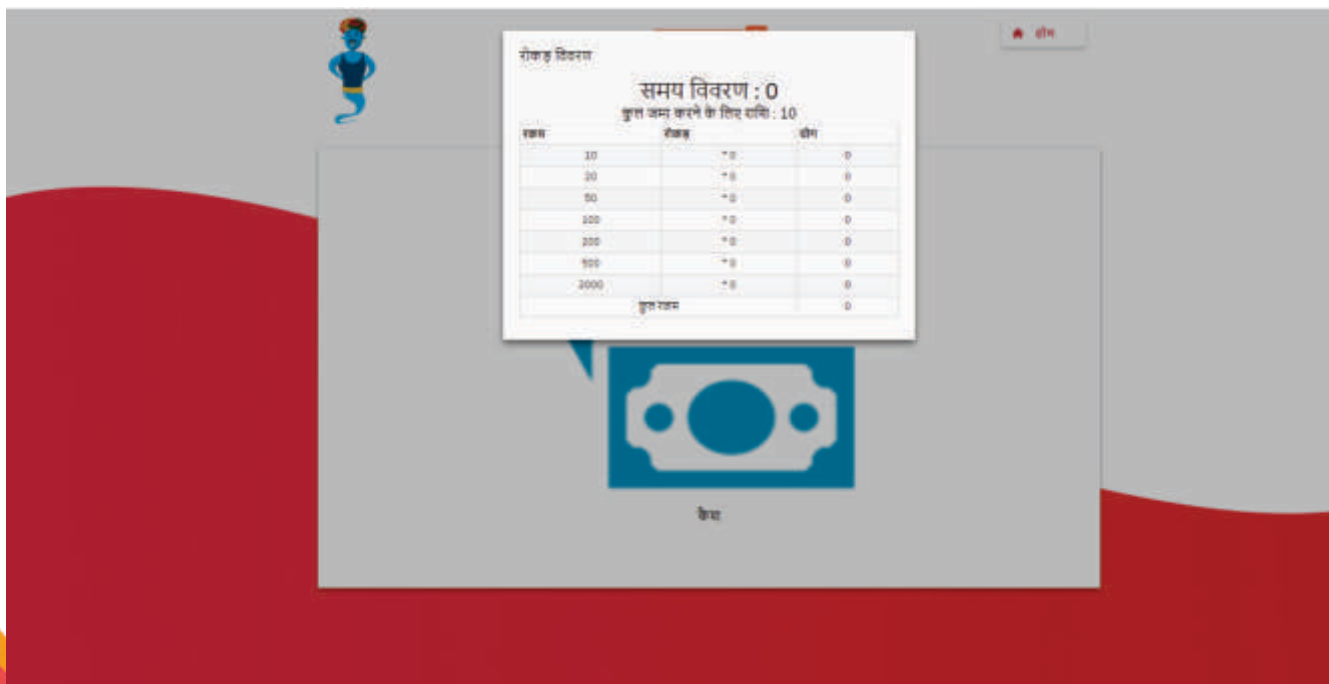 होम
रोकड़ विवरण
समय विवरण : 0
कुल जमा करने के लिए राशि : 10
रकम रोकड़ योग
10 * 0 0
20 * 0 0
50 * 0 0
100 * 0 0
200 * 0 0
500 * 0 0
2000 * 0 0
कुल रकम 0
कैश